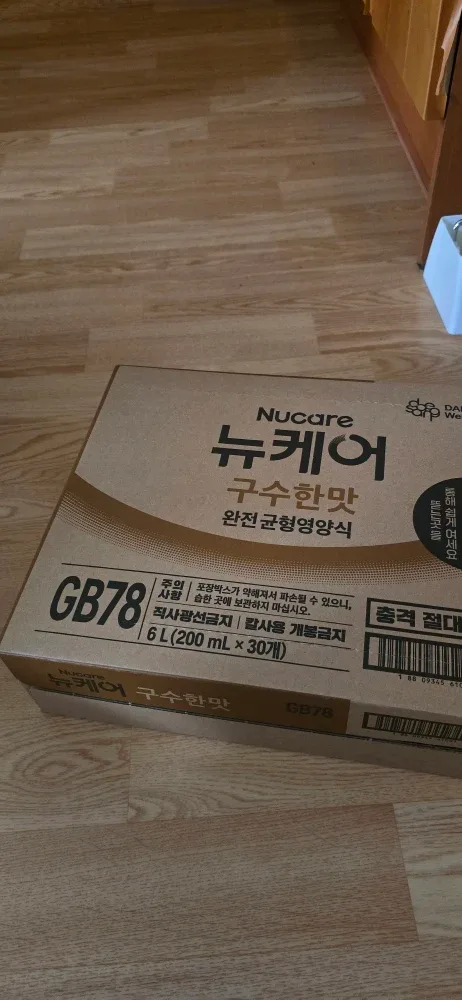 Nucare
뉴케어
구수한맛
완전 균형영양식
daesang
GB78
주의사항
포장박스가 약해져서 파손될 수 있으니,
습한 곳에 보관하지 마십시오.
직사광선금지 | 칼사용 개봉금지
6 L (200 mL × 30개)
충격 절대
Nucare
뉴케어 구수한맛 GB78